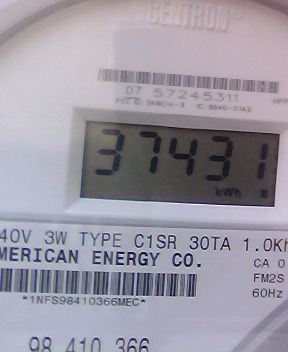 CENTRON®
07 57245311
37431
kWh
40V 3W TYPE C1SR 30TA 1.0Kh
MERICAN ENERGY CO.
CA 0
FM2S
60Hz
*1NFS98410366MEC*
98 410 366